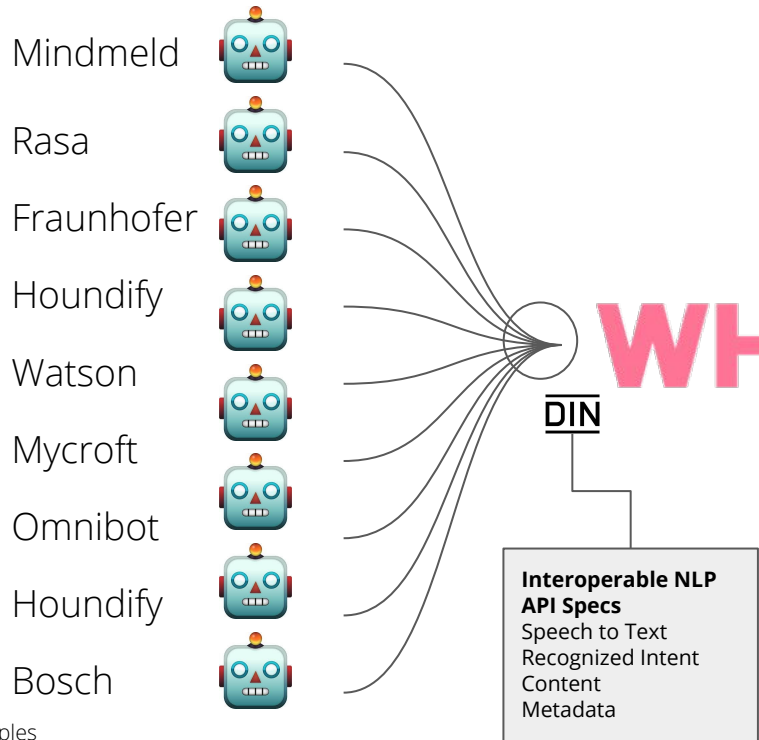 Mindmeld
Rasa
Fraunhofer
Houndify
Watson
Mycroft
Omnibot
Houndify
Bosch
WH
DIN
Interoperable NLP
API Specs
Speech to Text
Recognized Intent
Content
Metadata